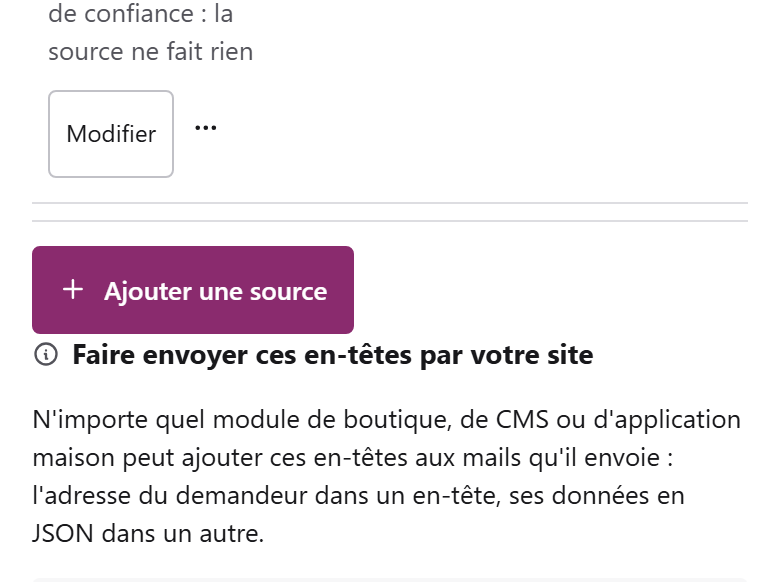 de confiance : la
source ne fait rien
Modifier
...
+ Ajouter une source
Faire envoyer ces en-têtes par votre site
N'importe quel module de boutique, de CMS ou d'application
maison peut ajouter ces en-têtes aux mails qu'il envoie :
l'adresse du demandeur dans un en-tête, ses données en
JSON dans un autre.